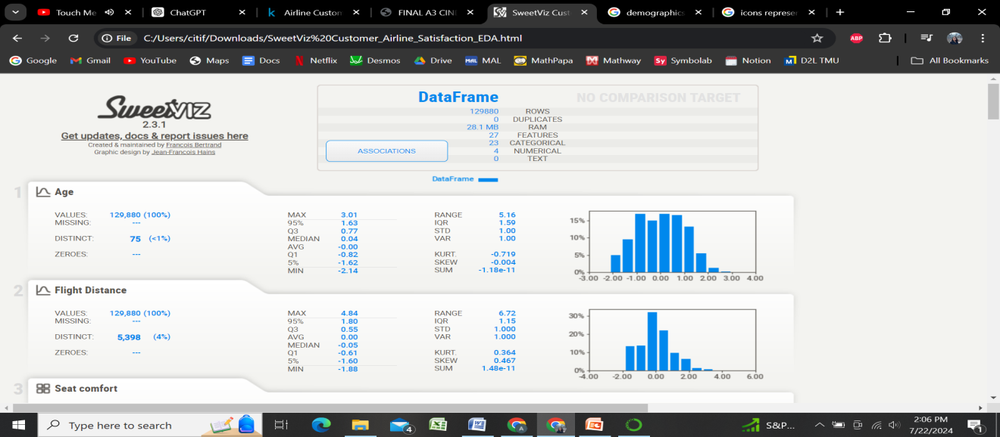 Touch Me
ChatGPT
Airline Custom
FINAL A3 CIN
SweetViz Cust
demographics
icons represen
File C:/Users/citif/Downloads/SweetViz%20Customer_Airline_Satisfaction_EDA.html
ABP
Google Gmail YouTube Maps Docs Netflix Desmos Drive MAL MAL MathPapa Mathway Sy Symbolab Notion D2L TMU All Bookmarks
SweetVIZ
2.3.1
Get updates, docs & report issues here
Created & maintained by Francois Bertrand
Graphic design by Jean-Francois Hains
DataFrame NO COMPARISON TARGET
129880 ROWS
0 DUPLICATES
28.1 MB RAM
27 FEATURES
23 CATEGORICAL
4 NUMERICAL
0 TEXT
ASSOCIATIONS
DataFrame
1 Age
VALUES: 129,880 (100%)
MISSING: ---
DISTINCT: 75 (<1%)
ZEROES: ---
MAX 3.01
95% 1.63
Q3 0.77
MEDIAN 0.04
AVG -0.00
Q1 -0.82
5% -1.62
MIN -2.14
RANGE 5.16
IQR 1.59
STD 1.00
VAR 1.00
KURT. -0.719
SKEW -0.004
SUM -1.18e-11
15%
10%
5%
0%
-3.00 -2.00 -1.00 0.00 1.00 2.00 3.00 4.00
2 Flight Distance
VALUES: 129,880 (100%)
MISSING: ---
DISTINCT: 5,398 (4%)
ZEROES: ---
MAX 4.84
95% 1.80
Q3 0.55
AVG 0.00
MEDIAN -0.05
Q1 -0.61
5% -1.60
MIN -1.88
RANGE 6.72
IQR 1.15
STD 1.000
VAR 1.000
KURT. 0.364
SKEW 0.467
SUM 1.48e-11
30%
20%
10%
0%
-4.00 -2.00 0.00 2.00 4.00 6.00
3 Seat comfort
Type here to search
4
S&P...
2:06 PM
7/22/2024
1